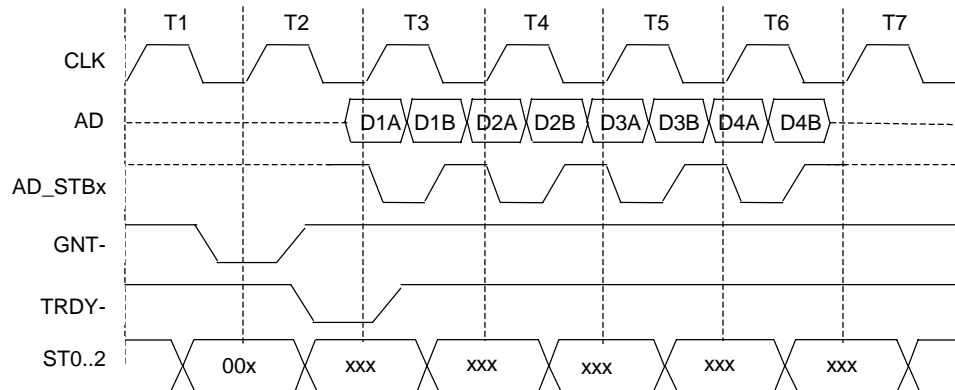 T1 T2 T3 T4 T5 T6 T7
CLK
AD D1A D1B D2A D2B D3A D3B D4A D4B
AD_STBx
GNT-
TRDY-
ST0..2 00x xxx xxx xxx xxx xxx